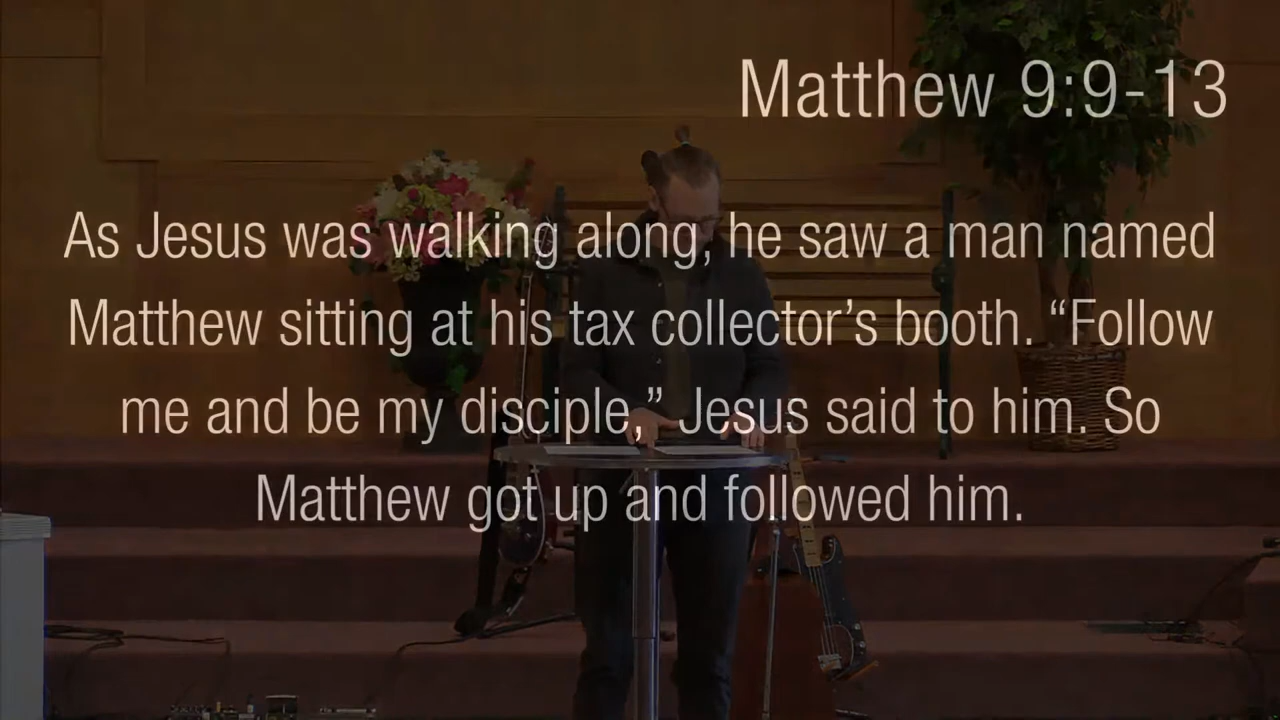 Matthew 9:9-13
As Jesus was walking along, he saw a man named
Matthew sitting at his tax collector’s booth. “Follow
me and be my disciple,” Jesus said to him. So
Matthew got up and followed him.